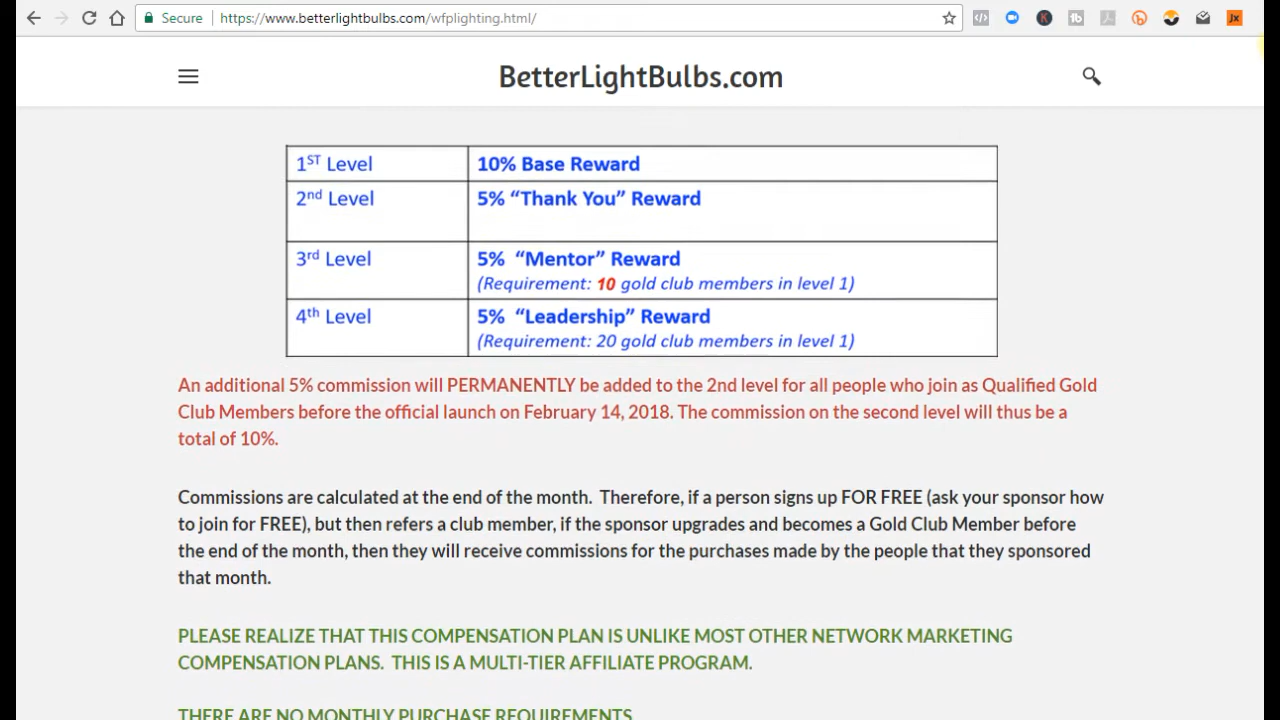 Secure
https://www.betterlightbulbs.com/wfplighting.html/
BetterLightBulbs.com
1ST Level 10% Base Reward
2nd Level 5% “Thank You” Reward
3rd Level 5% “Mentor” Reward
(Requirement: 10 gold club members in level 1)
4th Level 5% “Leadership” Reward
(Requirement: 20 gold club members in level 1)
An additional 5% commission will PERMANENTLY be added to the 2nd level for all people who join as Qualified Gold
Club Members before the official launch on February 14, 2018. The commission on the second level will thus be a
total of 10%.
Commissions are calculated at the end of the month. Therefore, if a person signs up FOR FREE (ask your sponsor how
to join for FREE), but then refers a club member, if the sponsor upgrades and becomes a Gold Club Member before
the end of the month, then they will receive commissions for the purchases made by the people that they sponsored
that month.
PLEASE REALIZE THAT THIS COMPENSATION PLAN IS UNLIKE MOST OTHER NETWORK MARKETING
COMPENSATION PLANS. THIS IS A MULTI-TIER AFFILIATE PROGRAM.
THERE ARE NO MONTHLY PURCHASE REQUIREMENTS